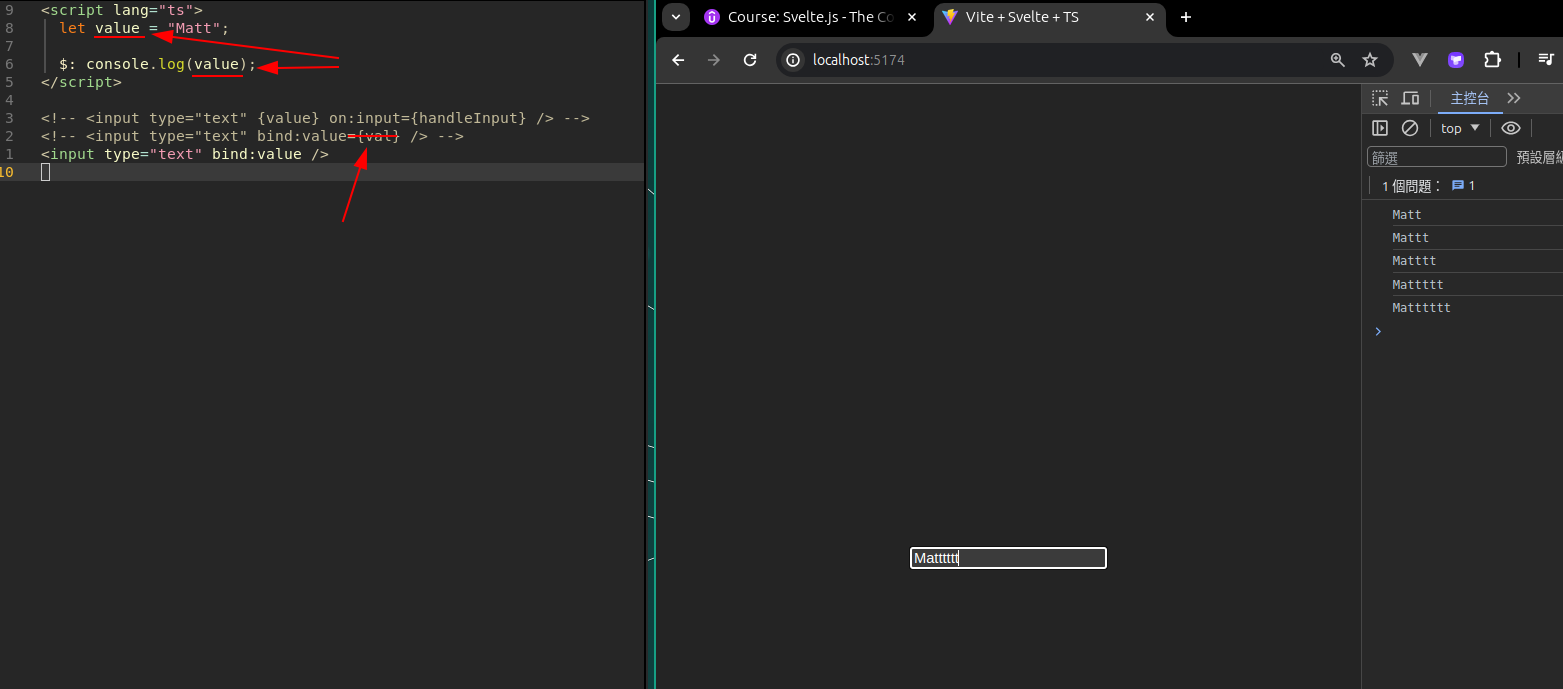 9 <script lang="ts">
8 let value = "Matt";
7
6 $: console.log(value);
5 </script>
4
3 <!-- <input type="text" {value} on:input={handleInput} /> -->
2 <!-- <input type="text" bind:value={val} /> -->
1 <input type="text" bind:value />
10
Course: Svelte.js - The Co
Vite + Svelte + TS
localhost:5174
主控台
top
篩選
預設層級
1 個問題： 1
Matt
Mattt
Matttt
Mattttt
Matttttt
Matttttt